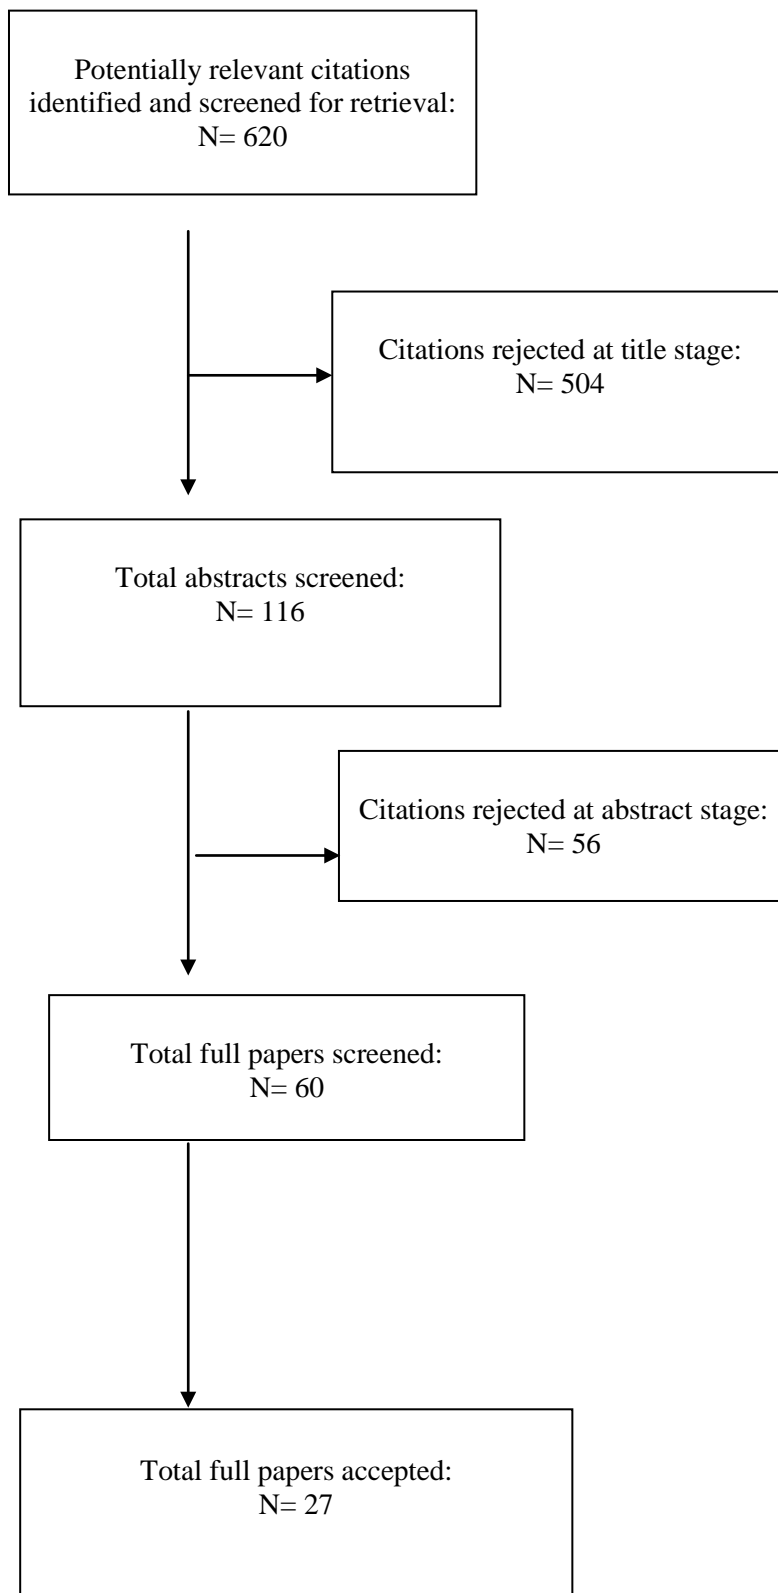 Potentially relevant citations
identified and screened for retrieval:
N= 620
Citations rejected at title stage:
N= 504
Total abstracts screened:
N= 116
Citations rejected at abstract stage:
N= 56
Total full papers screened:
N= 60
Total full papers accepted:
N= 27